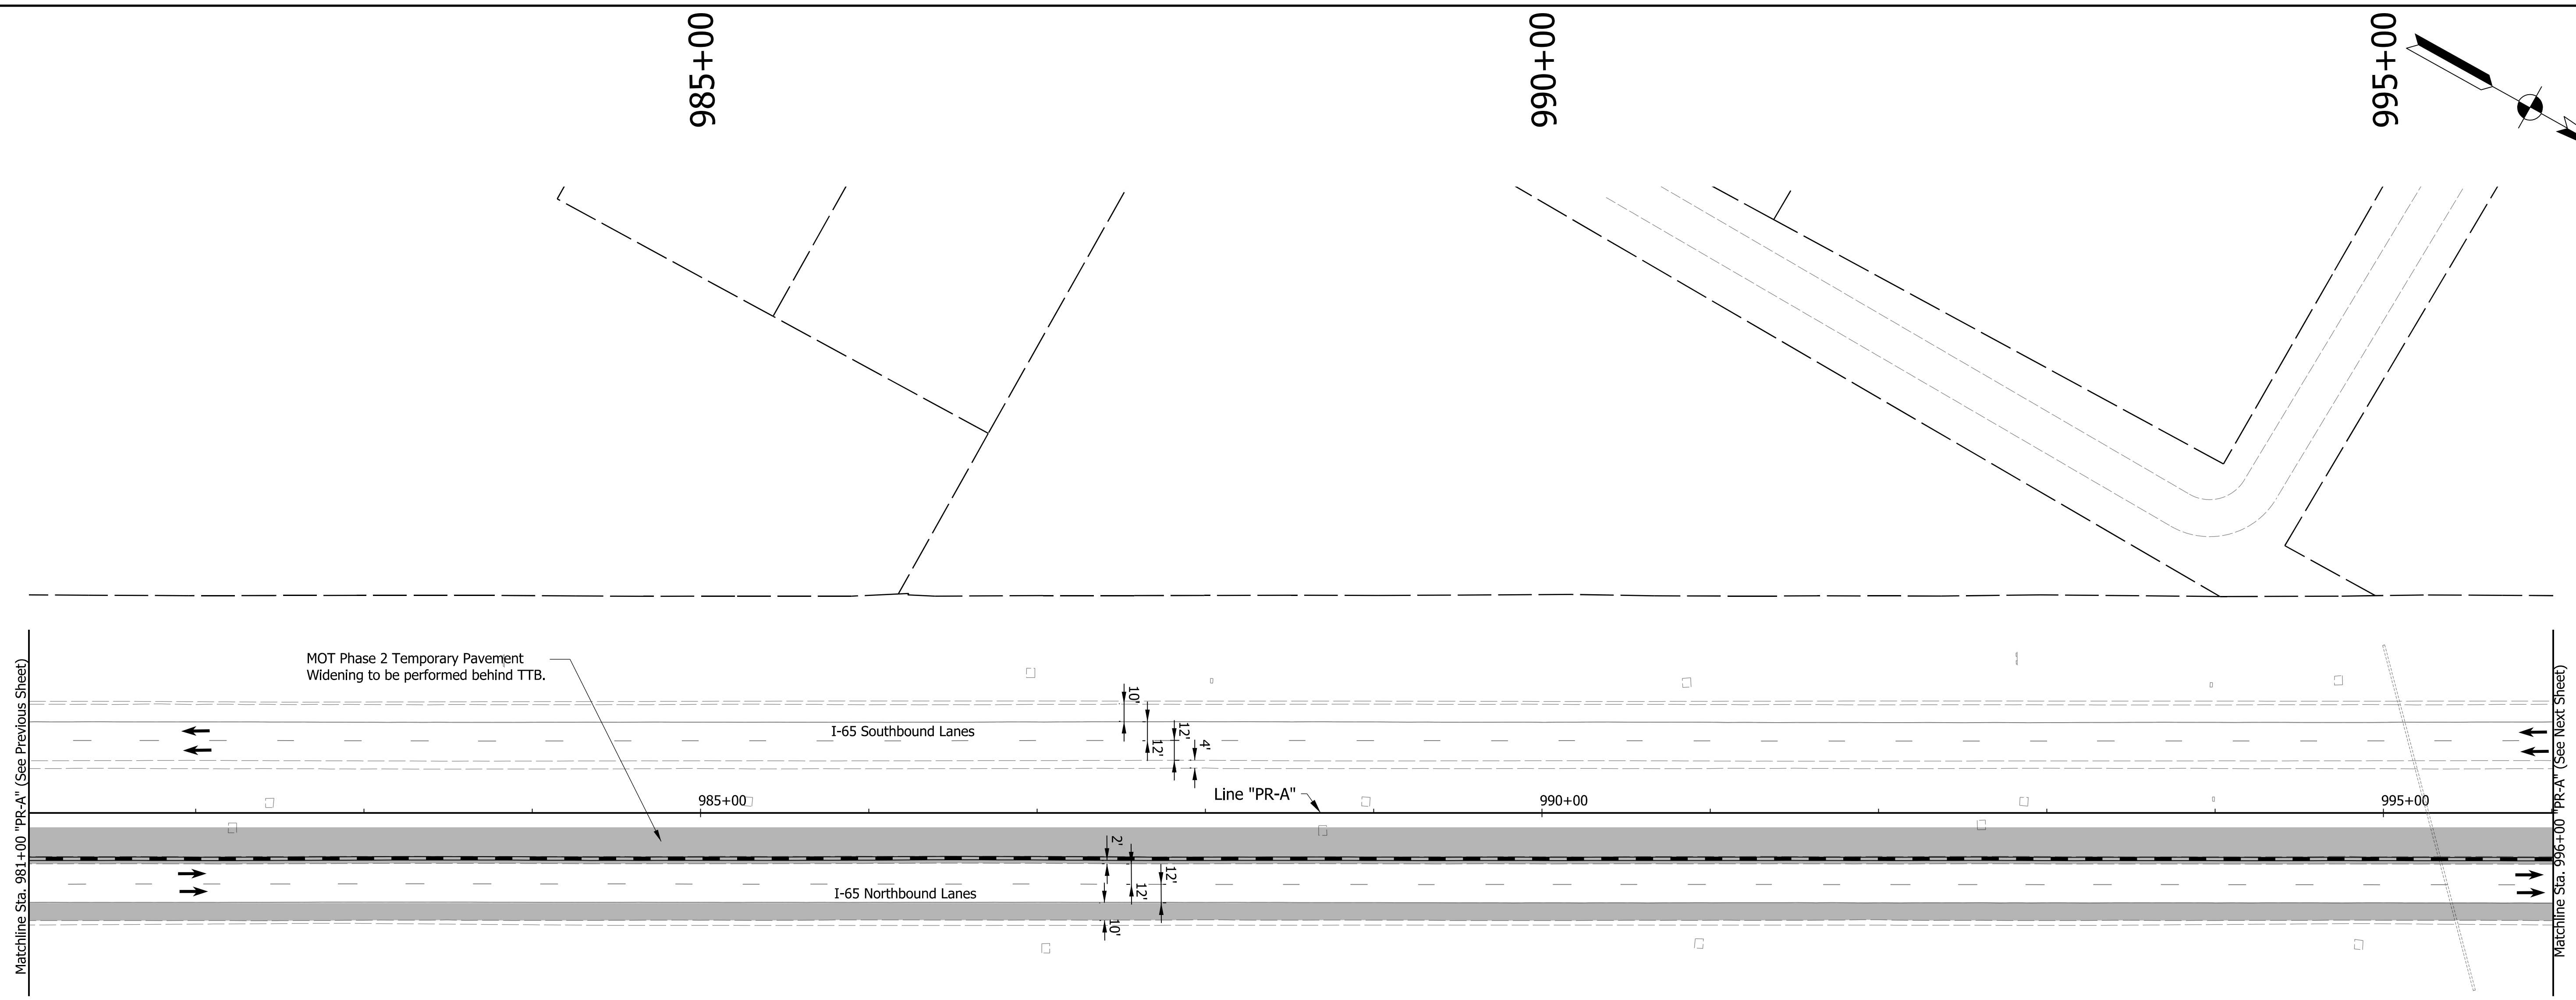 985+00
990+00
995+00
MOT Phase 2 Temporary Pavement
Widening to be performed behind TTB.
10'
12'
12'
4'
I-65 Southbound Lanes
Line "PR-A"
985+00
990+00
995+00
2'
12'
12'
10'
I-65 Northbound Lanes
Matchline Sta. 981+00 "PR-A" (See Previous Sheet)
Matchline Sta. 996+00 "PR-A" (See Next Sheet)